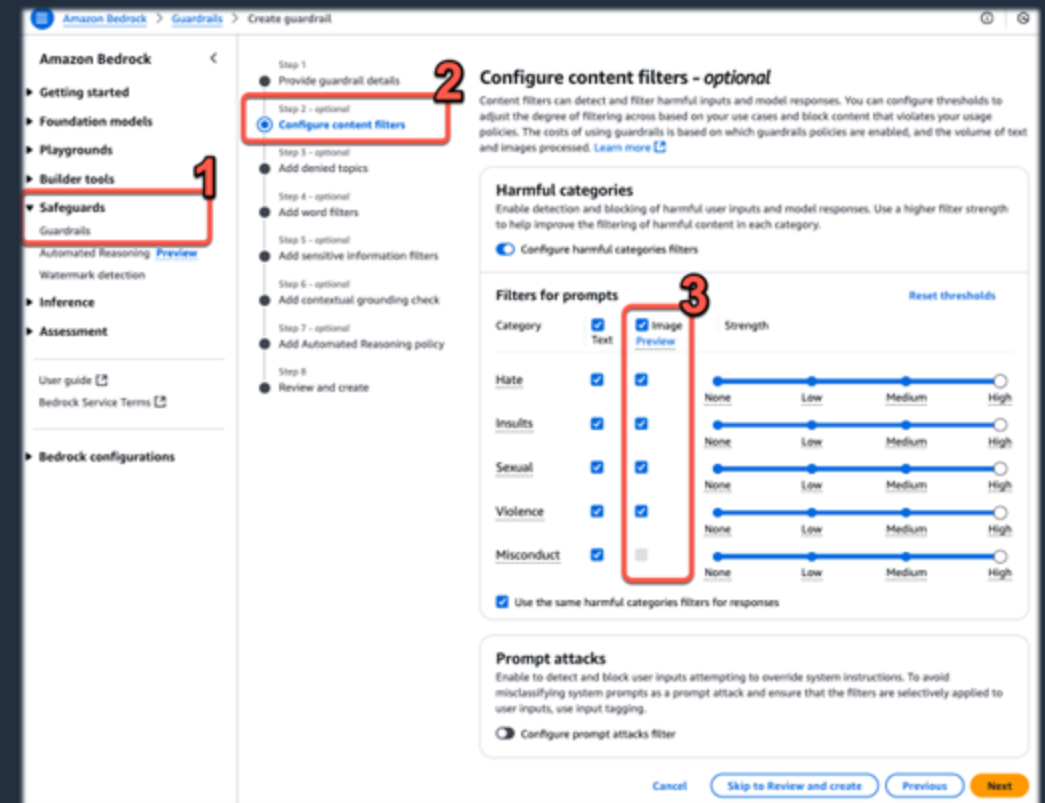 Amazon Bedrock > Guardrails > Create guardrail
Amazon Bedrock
Getting started
Foundation models
Playgrounds
Builder tools
1
Safeguards
Guardrails
Automated Reasoning Preview
Watermark detection
Inference
Assessment
User guide
Bedrock Service Terms
Bedrock configurations
Step 1
Provide guardrail details
2
Step 2 - optional
Configure content filters
Step 3 - optional
Add denied topics
Step 4 - optional
Add word filters
Step 5 - optional
Add sensitive information filters
Step 6 - optional
Add contextual grounding check
Step 7 - optional
Add Automated Reasoning policy
Step 8
Review and create
Configure content filters - optional
Content filters can detect and filter harmful inputs and model responses. You can configure thresholds to
adjust the degree of filtering across based on your use cases and block content that violates your usage
policies. The costs of using guardrails is based on which guardrails policies are enabled, and the volume of text
and images processed. Learn more
Harmful categories
Enable detection and blocking of harmful user inputs and model responses. Use a higher filter strength
to help improve the filtering of harmful content in each category.
Configure harmful categories filters
Filters for prompts
3
Reset thresholds
Category
Text
Image
Preview
Strength
Hate
None Low Medium High
Insults
None Low Medium High
Sexual
None Low Medium High
Violence
None Low Medium High
Misconduct
None Low Medium High
Use the same harmful categories filters for responses
Prompt attacks
Enable to detect and block user inputs attempting to override system instructions. To avoid
misclassifying system prompts as a prompt attack and ensure that the filters are selectively applied to
user inputs, use input tagging.
Configure prompt attacks filter
Cancel Skip to Review and create Previous Next